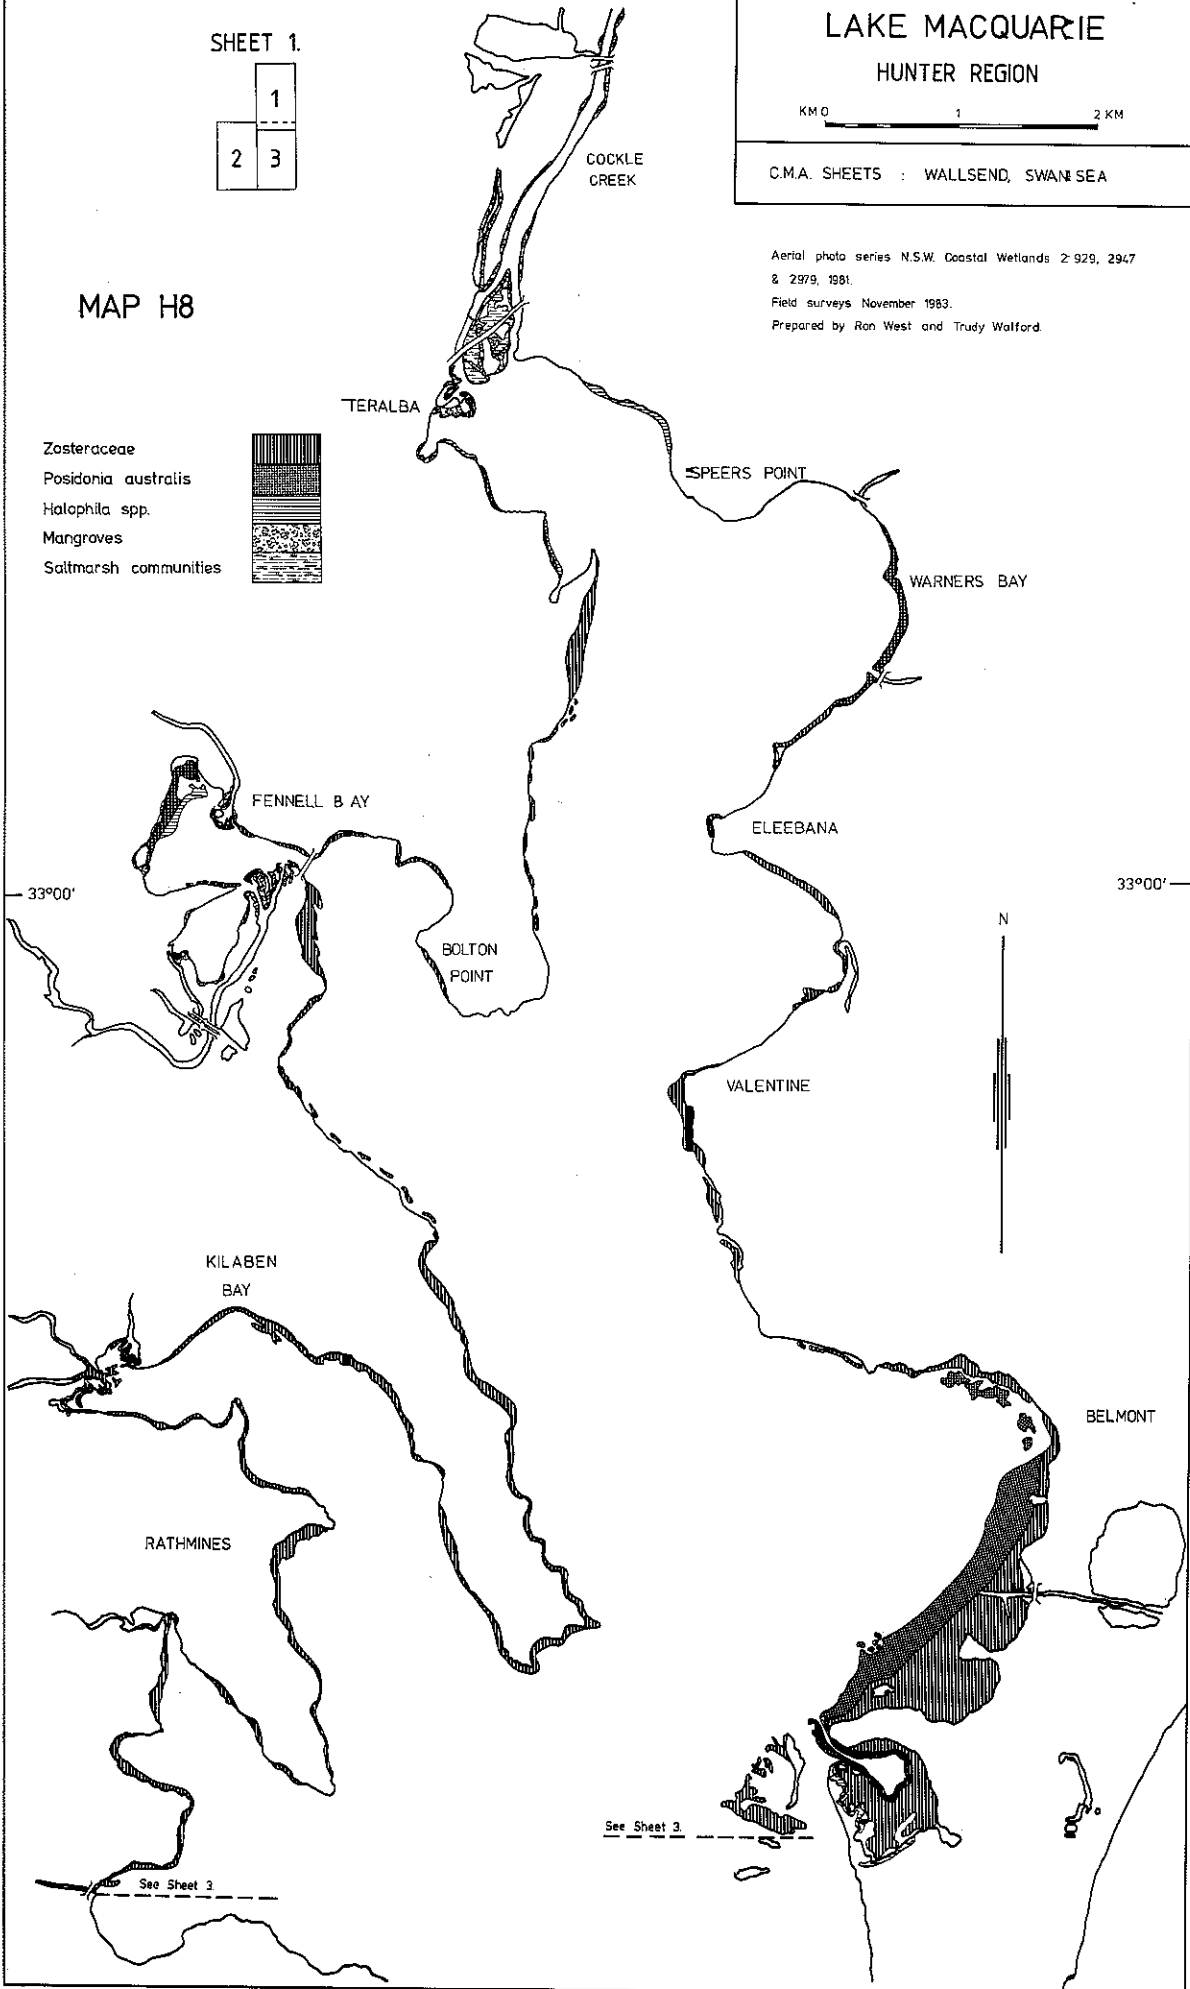 SHEET 1.
1
2 3
LAKE MACQUARIE
HUNTER REGION
KM 0 1 2 KM
C.M.A. SHEETS : WALLSEND, SWANSEA
Aerial photo series N.S.W. Coastal Wetlands 2929, 2947
& 2979, 1981.
Field surveys November 1983.
Prepared by Ron West and Trudy Walford.
MAP H8
COCKLE
CREEK
TERALBA
Zosteraceae
Posidonia australis
Halophila spp.
Mangroves
Saltmarsh communities
SPEERS POINT
WARNERS BAY
FENNELL BAY
ELEEBANA
33°00'
33°00'
N
BOLTON
POINT
VALENTINE
KILABEN
BAY
BELMONT
RATHMINES
See Sheet 3.
See Sheet 3